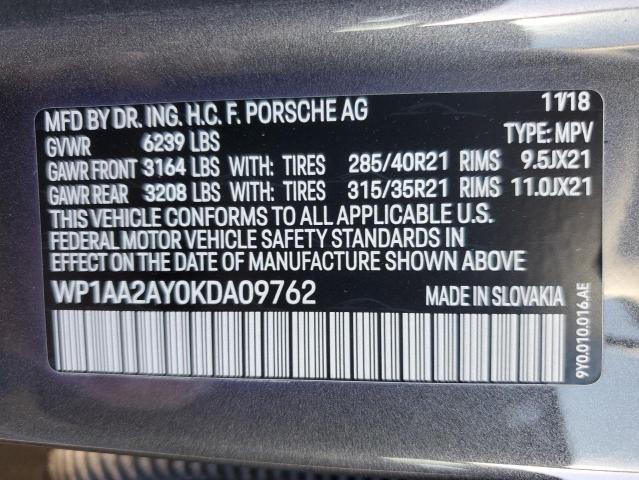 MFD BY DR. ING. H.C. F. PORSCHE AG 11/18
GVWR 6239 LBS TYPE: MPV
GAWR FRONT 3164 LBS WITH: TIRES 285/40R21 RIMS 9.5JX21
GAWR REAR 3208 LBS WITH: TIRES 315/35R21 RIMS 11.0JX21
THIS VEHICLE CONFORMS TO ALL APPLICABLE U.S.
FEDERAL MOTOR VEHICLE SAFETY STANDARDS IN
EFFECT ON THE DATE OF MANUFACTURE SHOWN ABOVE
WP1AA2AY0KDA09762 MADE IN SLOVAKIA
9Y0.010.016.AE